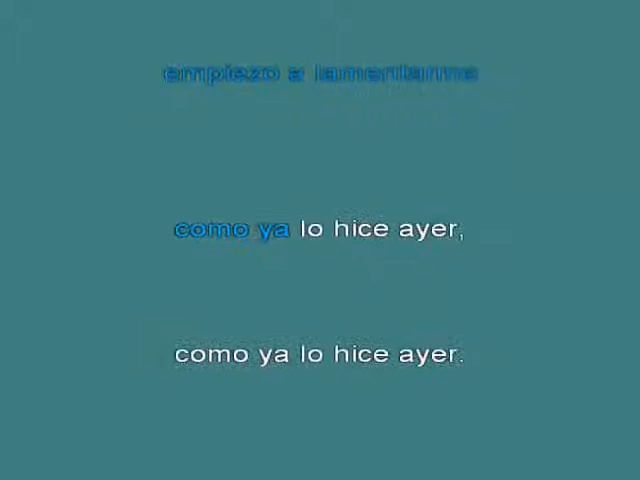 empiezo a lamentarme
como ya lo hice ayer,
como ya lo hice ayer.